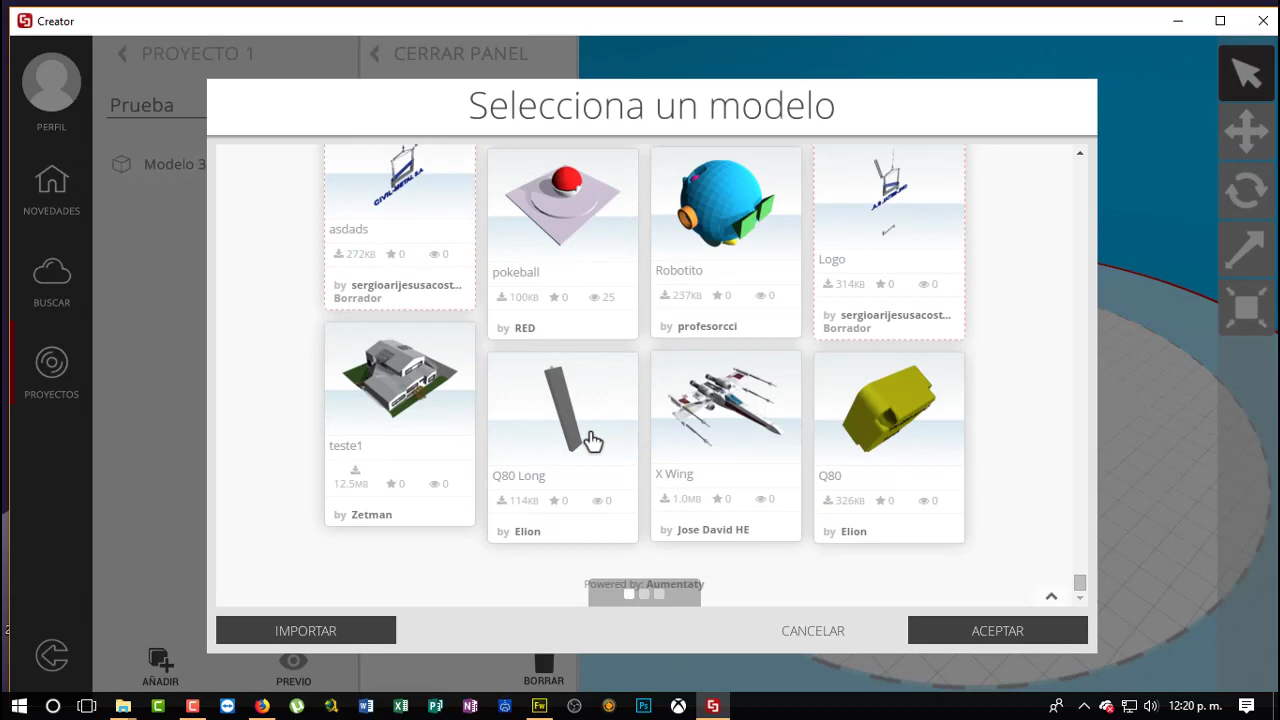 Creator
PROYECTO 1
CERRAR PANEL
PERFIL
NOVEDADES
BUSCAR
PROYECTOS
Prueba
Modelo 3
Selecciona un modelo
CIVIL-METAL SA
asdads
272KB 0 0
by sergioarijesusacost...
Borrador
pokeball
100KB 0 25
by RED
Robotito
237KB 0 0
by profesorcci
Logo
314KB 0 0
by sergioarijesusacost...
Borrador
teste1
12.5MB 0 0
by Zetman
Q80 Long
114KB 0 0
by Elion
X Wing
1.0MB 0 0
by Jose David HE
Q80
326KB 0 0
by Elion
Powered by: Aumentaty
IMPORTAR
CANCELAR
ACEPTAR
AÑADIR
PREVIO
BORRAR
12:20 p. m.